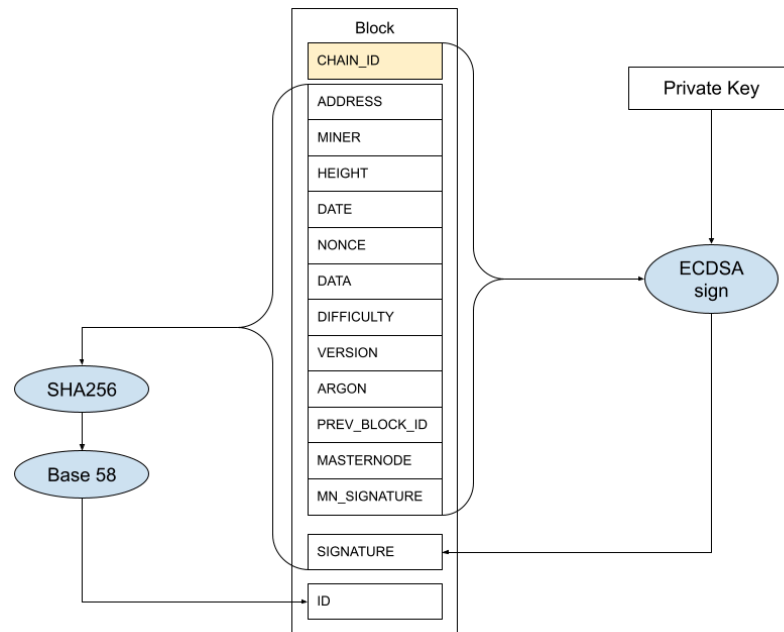 Block
CHAIN_ID
ADDRESS
MINER
HEIGHT
DATE
NONCE
DATA
DIFFICULTY
VERSION
ARGON
PREV_BLOCK_ID
MASTERNODE
MN_SIGNATURE
SIGNATURE
ID
Private Key
ECDSA
sign
SHA256
Base 58